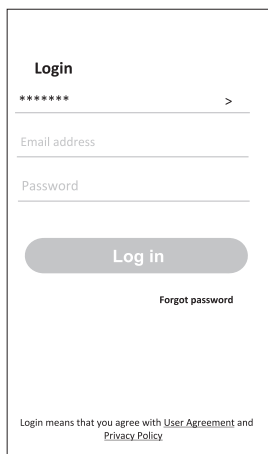 Login
******* >
Email address
Password
Log in
Forgot password
Login means that you agree with User Agreement and
Privacy Policy